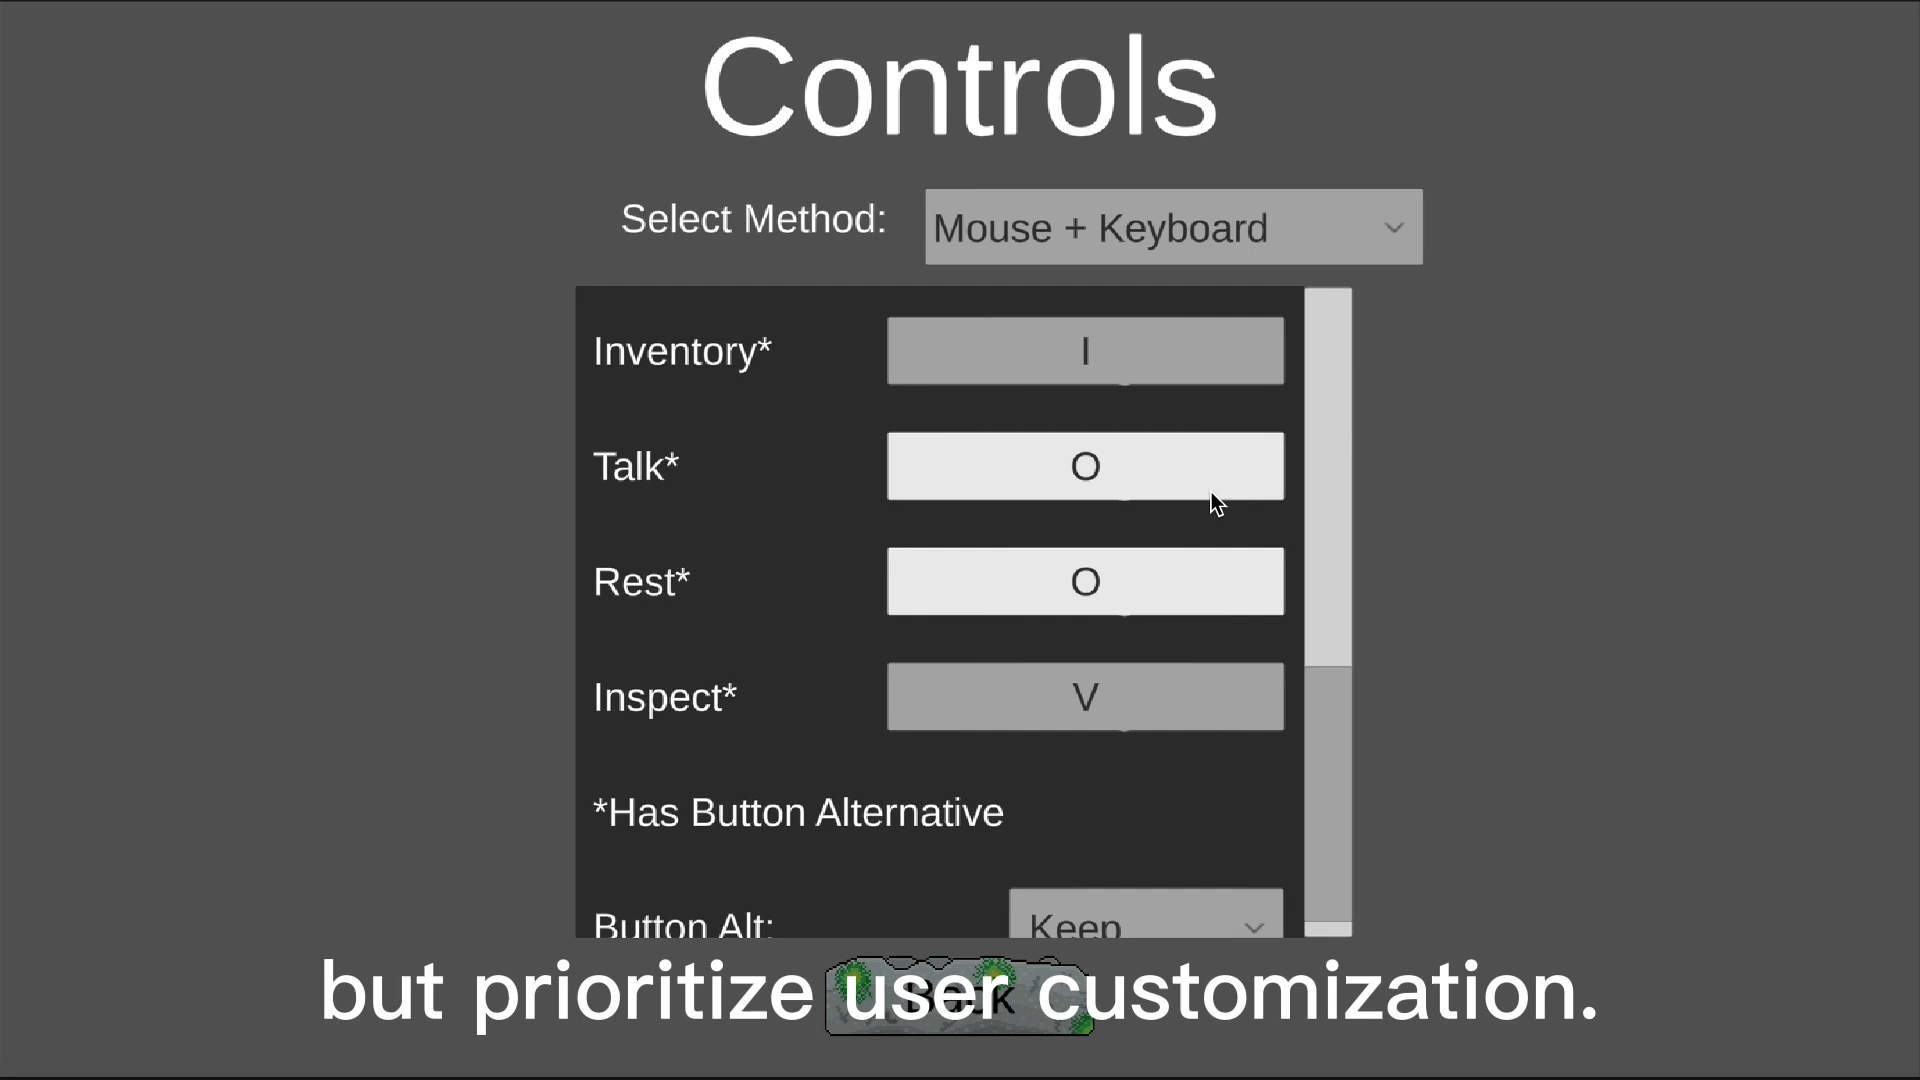 Controls
Select Method: Mouse + Keyboard
Inventory* I
Talk* O
Rest* O
Inspect* V
*Has Button Alternative
Button Alt: Keep
Back
but prioritize user customization.